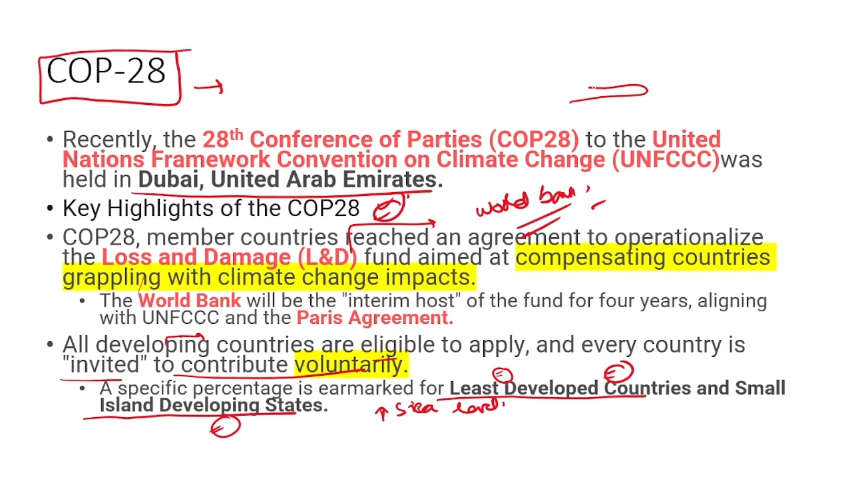 COP-28
• Recently, the 28th Conference of Parties (COP28) to the United
Nations Framework Convention on Climate Change (UNFCCC)was
held in Dubai, United Arab Emirates.
• Key Highlights of the COP28
World bank
• COP28, member countries reached an agreement to operationalize
the Loss and Damage (L&D) fund aimed at compensating countries
grappling with climate change impacts.
• The World Bank will be the "interim host" of the fund for four years, aligning
with UNFCCC and the Paris Agreement.
• All developing countries are eligible to apply, and every country is
"invited" to contribute voluntarily.
• A specific percentage is earmarked for Least Developed Countries and Small
Island Developing States.
↑ Sea level